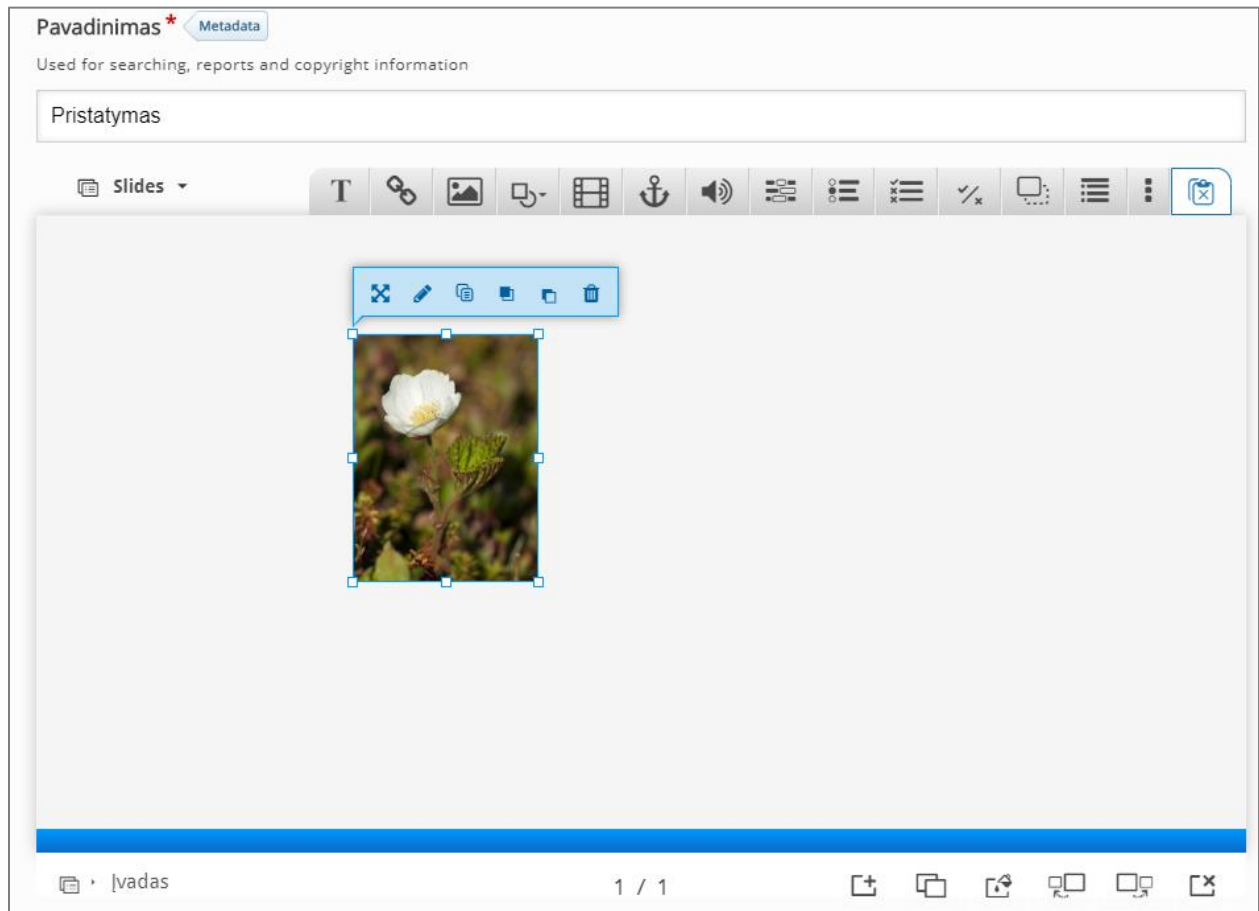 Pavadinimas * Metadata
Used for searching, reports and copyright information
Pristatymas
Slides
T
Įvadas
1 / 1